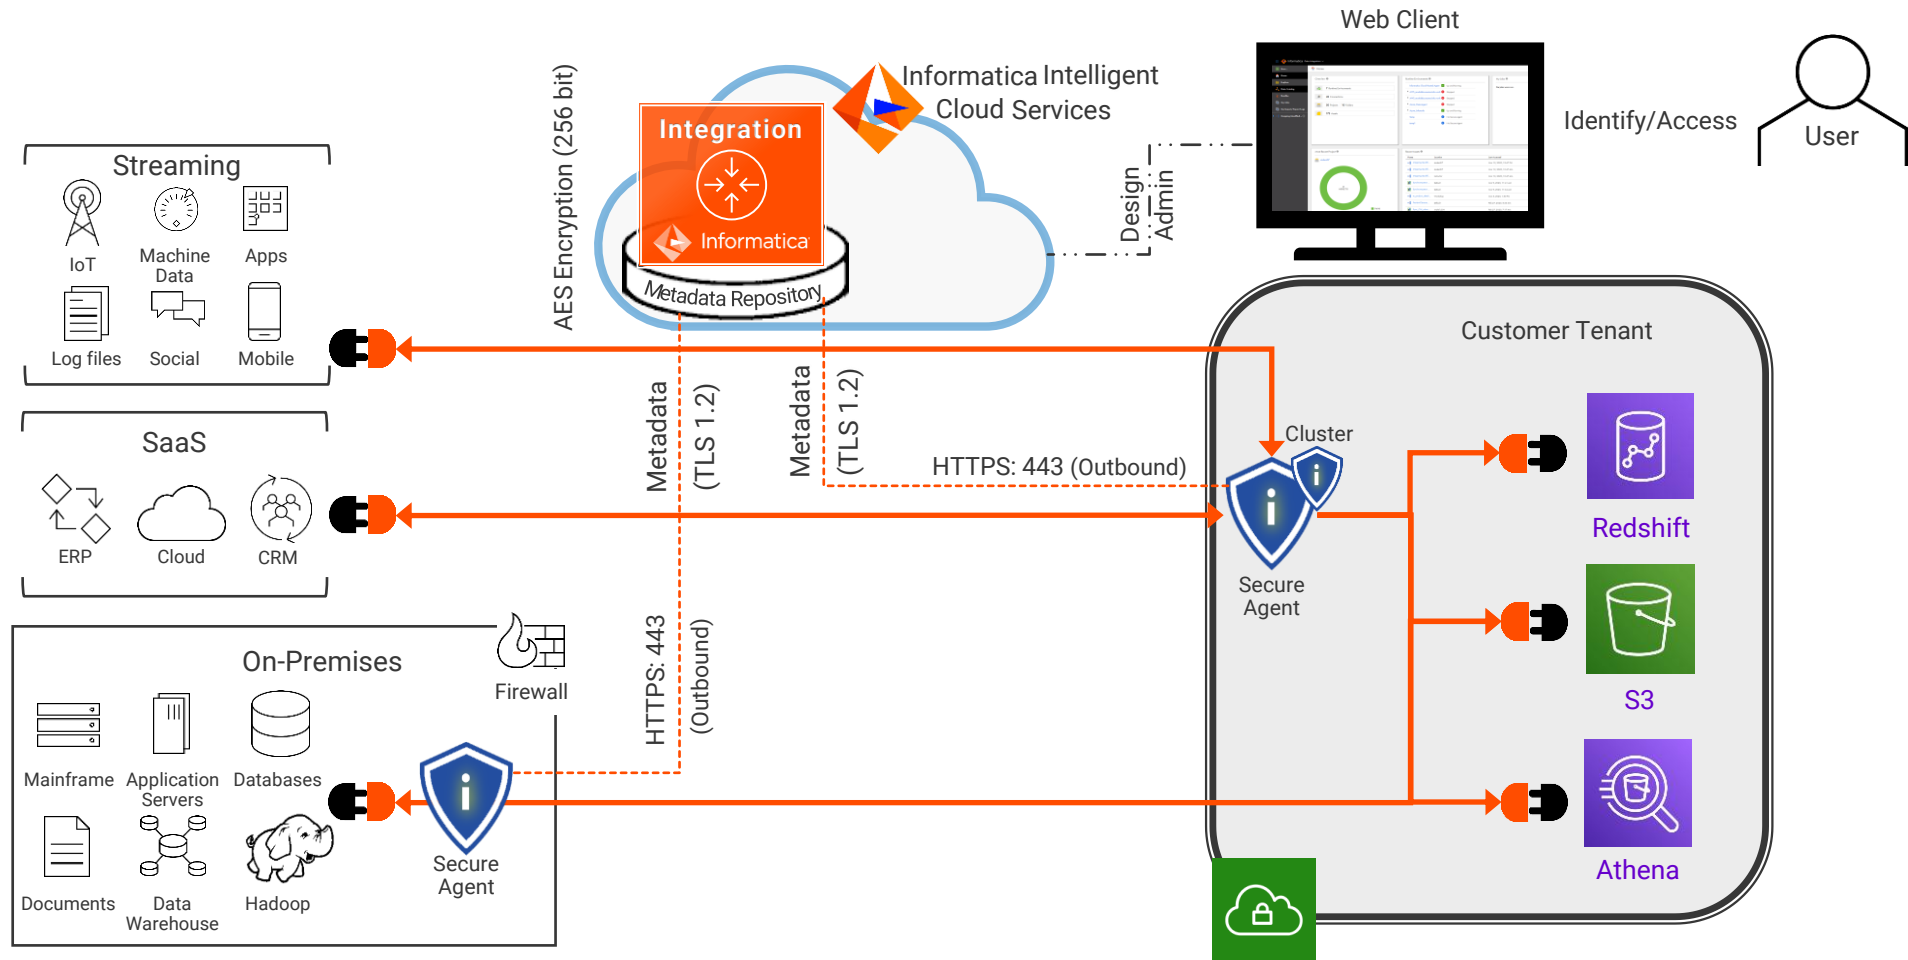 Web Client
Identify/Access
User
Informatica Intelligent
Cloud Services
AES Encryption (256 bit)
Integration
Informatica
Metadata Repository
Design
Admin
Streaming
IoT
Machine
Data
Apps
Log files
Social
Mobile
SaaS
ERP
Cloud
CRM
On-Premises
Firewall
Mainframe
Application
Servers
Databases
Documents
Data
Warehouse
Hadoop
Secure
Agent
Metadata
(TLS 1.2)
Metadata
(TLS 1.2)
HTTPS: 443
(Outbound)
HTTPS: 443 (Outbound)
Customer Tenant
Cluster
Secure
Agent
Redshift
S3
Athena